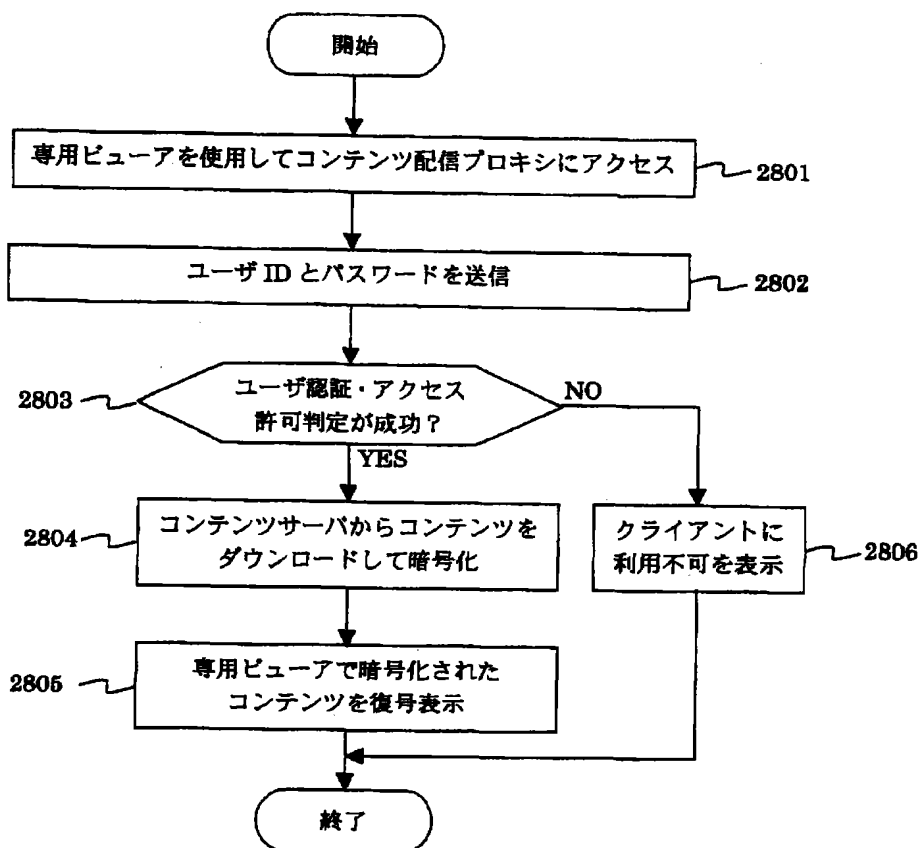 開始
専用ビューアを使用してコンテンツ配信プロキシにアクセス
2801
ユーザ ID とパスワードを送信
2802
2803
ユーザ認証・アクセス
許可判定が成功？
NO
YES
2804
コンテンツサーバからコンテンツを
ダウンロードして暗号化
クライアントに
利用不可を表示
2806
2805
専用ビューアで暗号化された
コンテンツを復号表示
終了